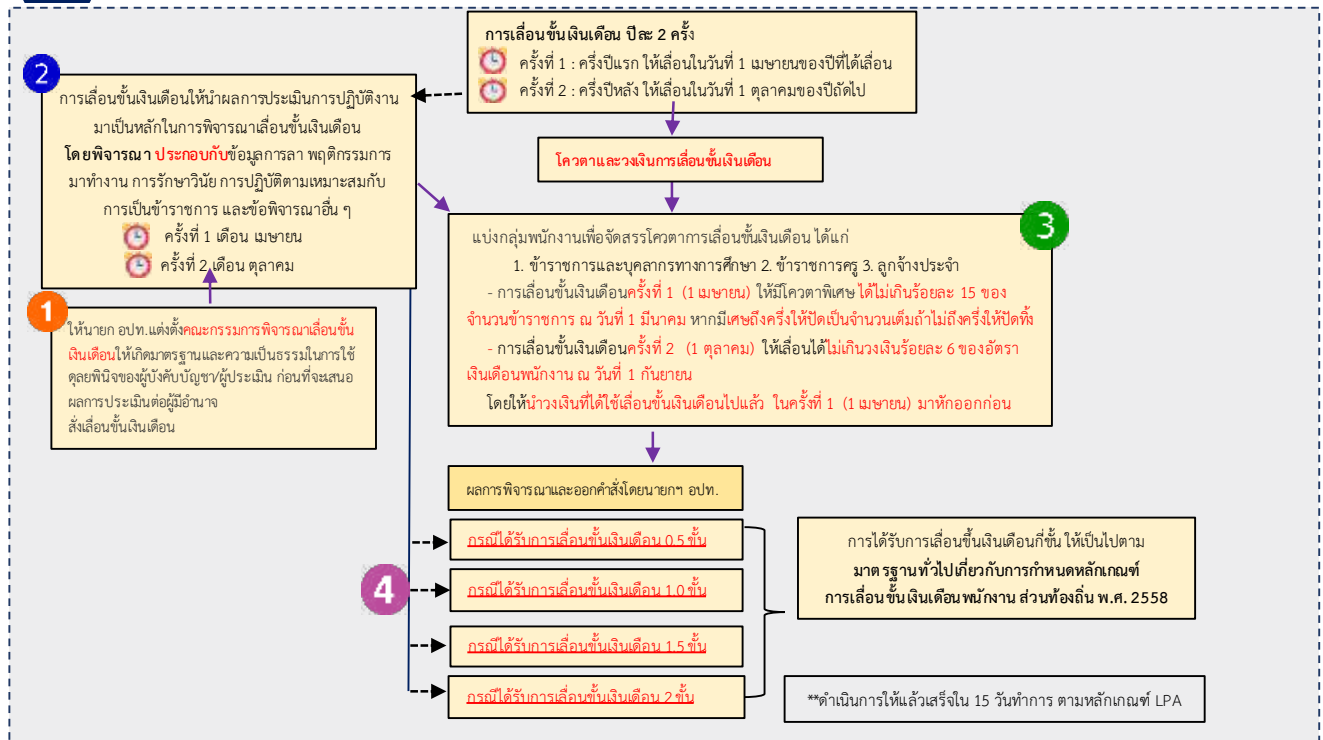 การเลื่อนขั้นเงินเดือน ปีละ 2 ครั้ง
ครั้งที่ 1 : ครึ่งปีแรก ให้เลื่อนในวันที่ 1 เมษายนของปีที่ได้เลื่อน
ครั้งที่ 2 : ครึ่งปีหลัง ให้เลื่อนในวันที่ 1 ตุลาคมของปีถัดไป
2
การเลื่อนขั้นเงินเดือนให้นำผลการประเมินการปฏิบัติงาน
มาเป็นหลักในการพิจารณาเลื่อนขั้นเงินเดือน
โดยพิจารณา ประกอบกับข้อมูลการลา พฤติกรรมการ
มาทำงาน การรักษาวินัย การปฏิบัติตามเหมาะสมกับ
การเป็นข้าราชการ และข้อพิจารณาอื่น ๆ
ครั้งที่ 1 เดือน เมษายน
ครั้งที่ 2 เดือน ตุลาคม
โควตาและวงเงินการเลื่อนขั้นเงินเดือน
1
ให้นายก อปท.แต่งตั้งคณะกรรมการพิจารณาเลื่อนขั้น
เงินเดือนให้เกิดมาตรฐานและความเป็นธรรมในการใช้
ดุลยพินิจของผู้บังคับบัญชา/ผู้ประเมิน ก่อนที่จะเสนอ
ผลการประเมินต่อผู้มีอำนาจ
สั่งเลื่อนขั้นเงินเดือน
3
แบ่งกลุ่มพนักงานเพื่อจัดสรรโควตาการเลื่อนขั้นเงินเดือน ได้แก่
1. ข้าราชการและบุคลากรทางการศึกษา 2. ข้าราชการครู 3. ลูกจ้างประจำ
- การเลื่อนขั้นเงินเดือนครั้งที่ 1 (1 เมษายน) ให้มีโควตาพิเศษ ได้ไม่เกินร้อยละ 15 ของ
จำนวนข้าราชการ ณ วันที่ 1 มีนาคม หากมีเศษถึงครึ่งให้ปัดเป็นจำนวนเต็มถ้าไม่ถึงครึ่งให้ปัดทิ้ง
- การเลื่อนขั้นเงินเดือนครั้งที่ 2 (1 ตุลาคม) ให้เลื่อนได้ไม่เกินวงเงินร้อยละ 6 ของอัตรา
เงินเดือนพนักงาน ณ วันที่ 1 กันยายน
โดยให้นำวงเงินที่ได้ใช้เลื่อนขั้นเงินเดือนไปแล้ว ในครั้งที่ 1 (1 เมษายน) มาหักออกก่อน
ผลการพิจารณาและออกคำสั่งโดยนายกฯ อปท.
4
กรณีได้รับการเลื่อนขั้นเงินเดือน 0.5 ขั้น
กรณีได้รับการเลื่อนขั้นเงินเดือน 1.0 ขั้น
กรณีได้รับการเลื่อนขั้นเงินเดือน 1.5 ขั้น
กรณีได้รับการเลื่อนขั้นเงินเดือน 2 ขั้น
การได้รับการเลื่อนขึ้นเงินเดือนกี่ขั้น ให้เป็นไปตาม
มาตรฐานทั่วไปเกี่ยวกับการกำหนดหลักเกณฑ์
การเลื่อนขั้นเงินเดือนพนักงาน ส่วนท้องถิ่น พ.ศ. 2558
**ดำเนินการให้แล้วเสร็จใน 15 วันทำการ ตามหลักเกณฑ์ LPA